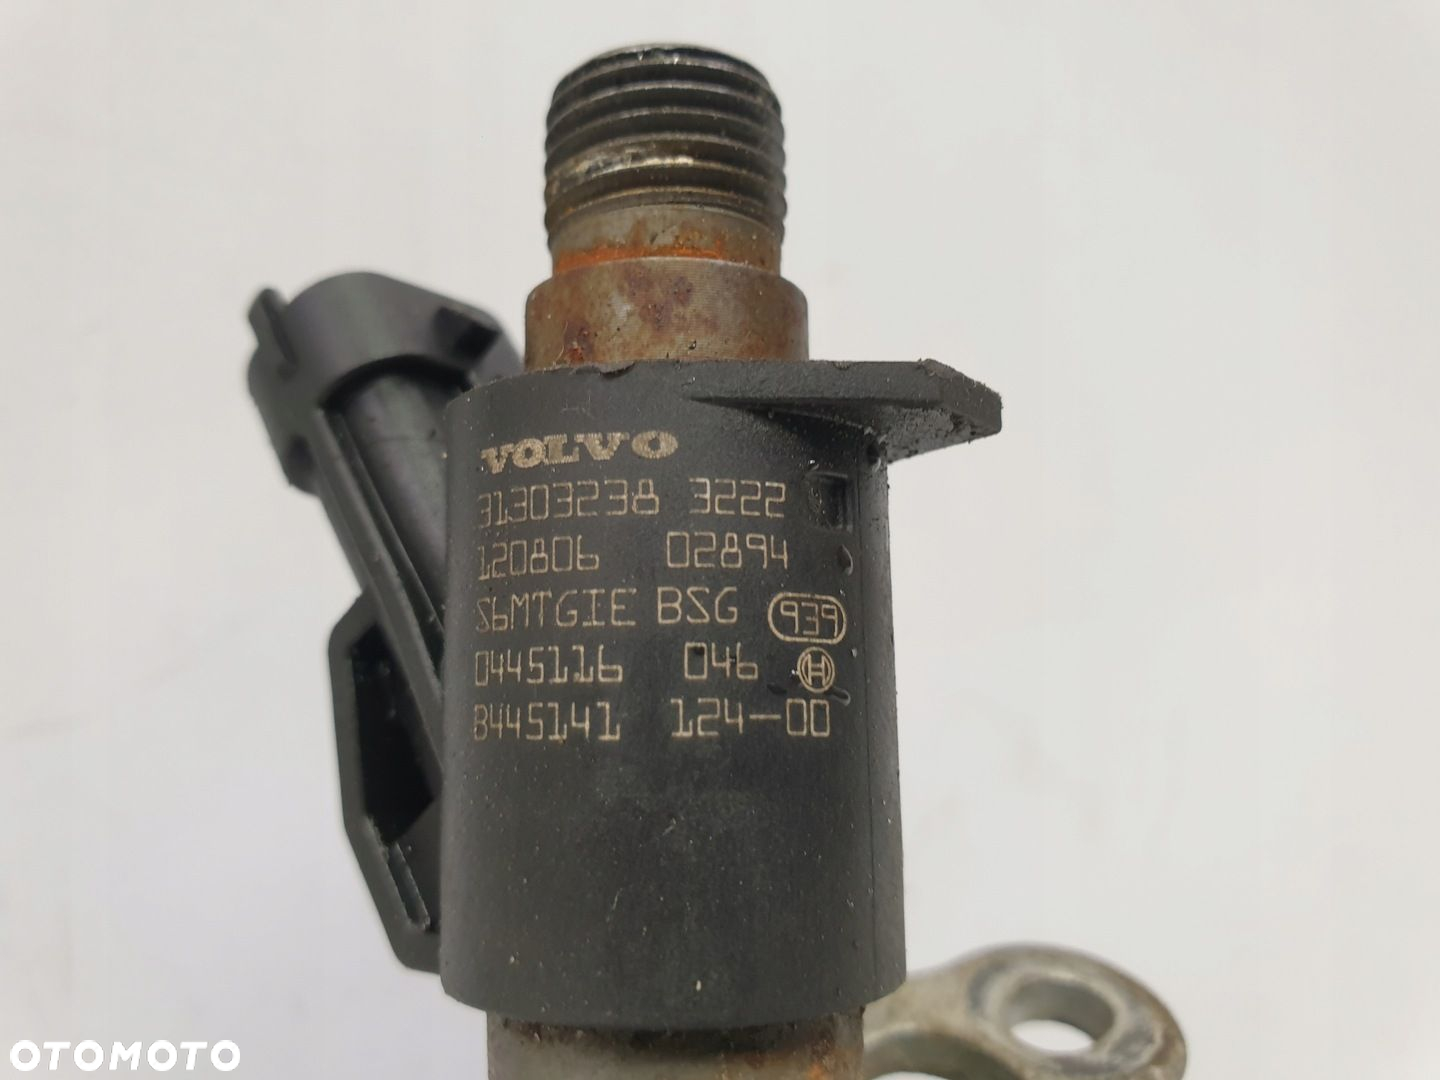 VOLVO
31303238 3222
120806 02894
S6MTGIE BSG 939
0445116 046 H
8445141 124-00
OTOMOTO